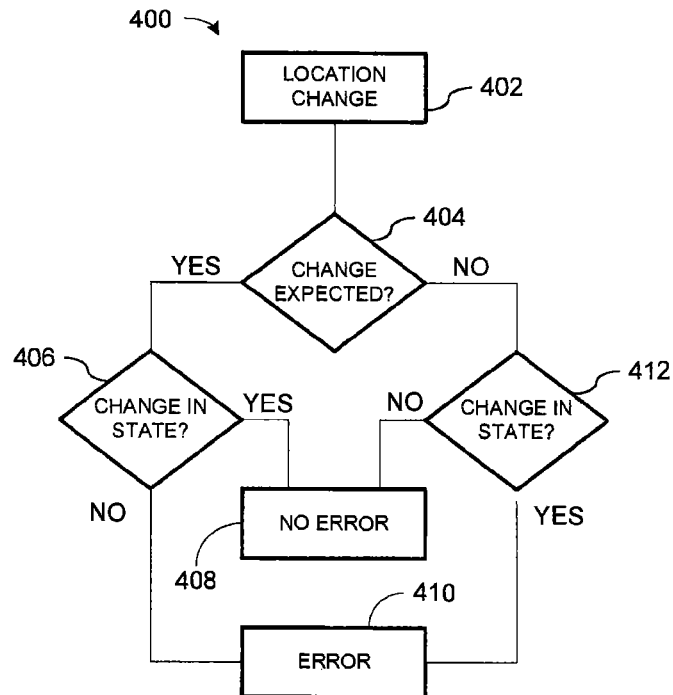 400
LOCATION
CHANGE
402
404
YES
CHANGE
EXPECTED?
NO
406
412
CHANGE IN
STATE?
YES
NO
CHANGE IN
STATE?
NO
NO ERROR
YES
408
410
ERROR